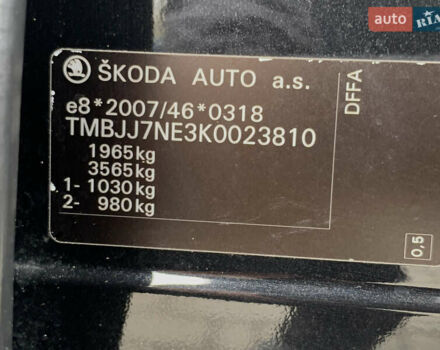 ŠKODA AUTO a.s.
e8*2007/46*0318
TMBJJ7NE3K0023810
1965kg
3565kg
1- 1030kg
2- 980kg
DFFA
0,5
auto RIA